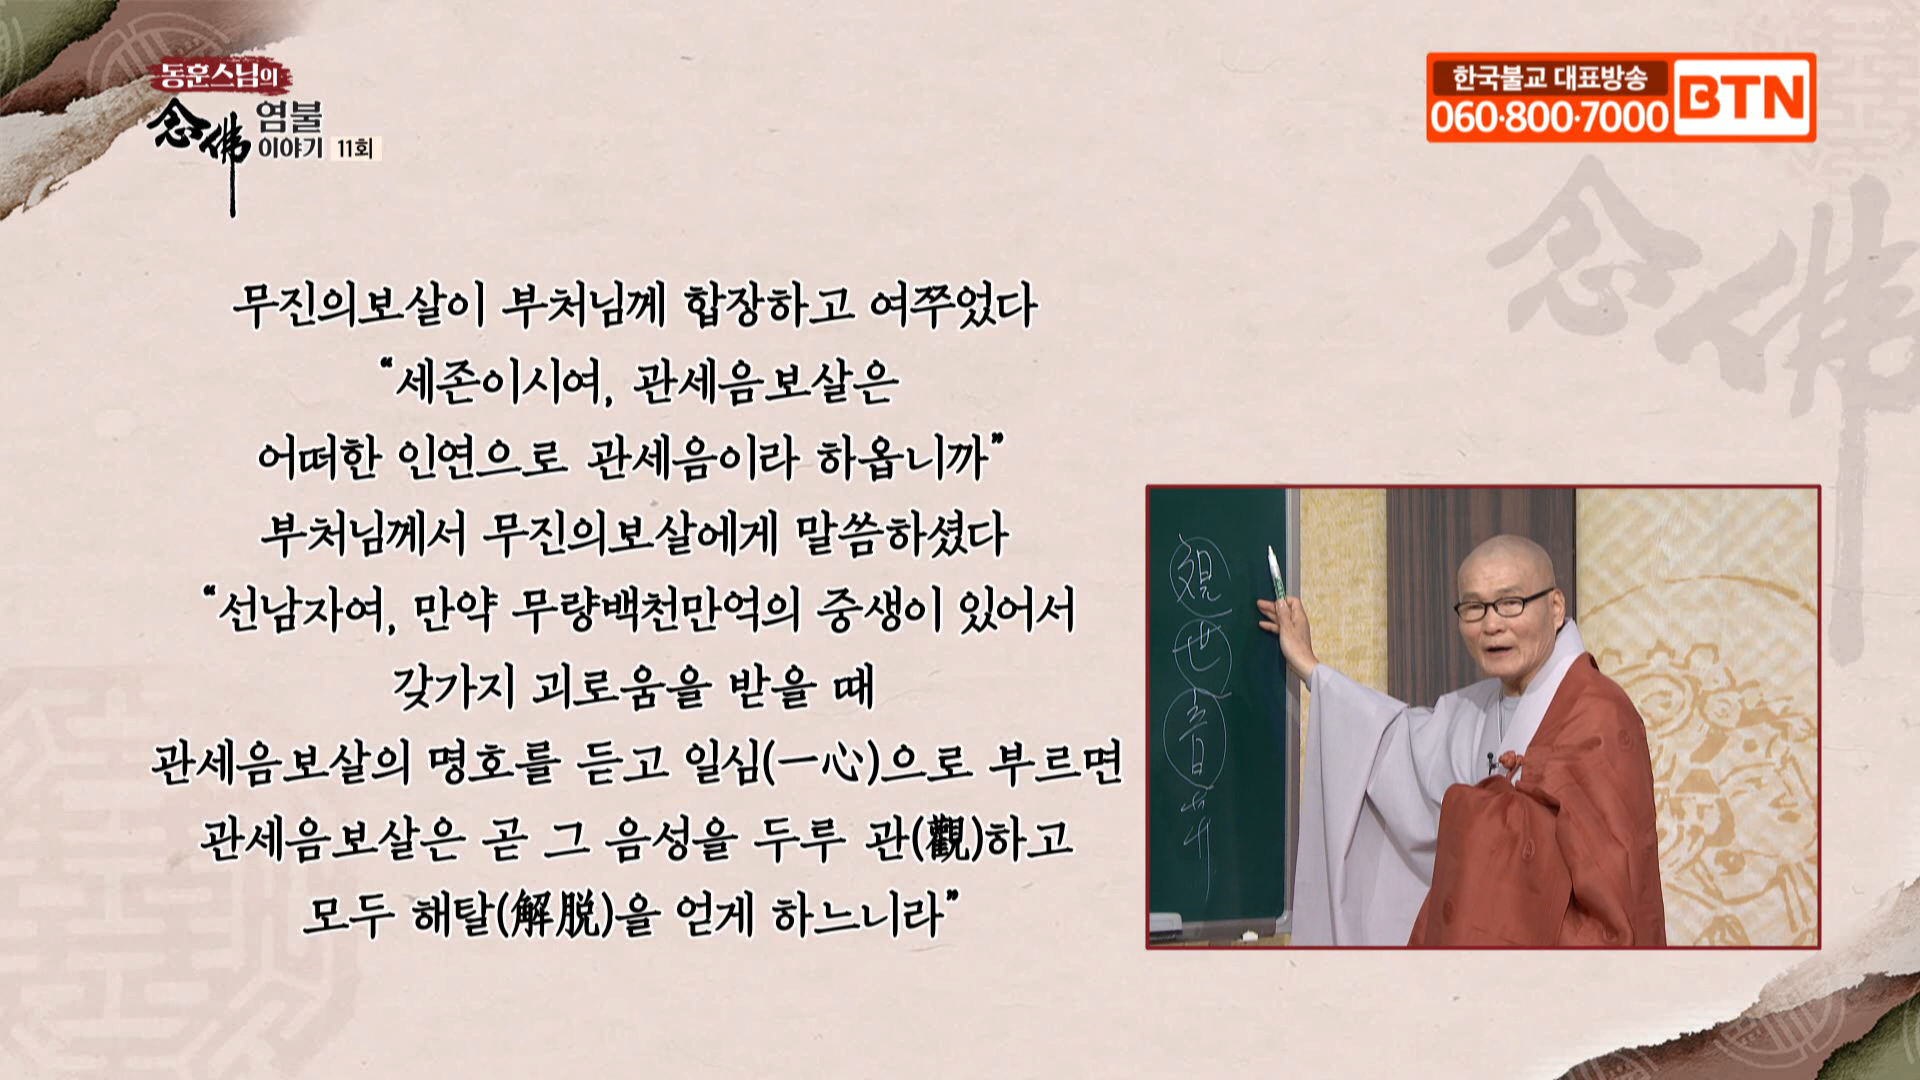 동훈스님의
念佛
염불
이야기 11회
한국불교 대표방송
060·800·7000
BTN
念佛
무진의보살이 부처님께 합장하고 여쭈었다
“세존이시여, 관세음보살은
어떠한 인연으로 관세음이라 하옵니까”
부처님께서 무진의보살에게 말씀하셨다
“선남자여, 만약 무량백천만억의 중생이 있어서
갖가지 괴로움을 받을 때
관세음보살의 명호를 듣고 일심(一心)으로 부르면
관세음보살은 곧 그 음성을 두루 관(觀)하고
모두 해탈(解脱)을 얻게 하느니라”
世
音